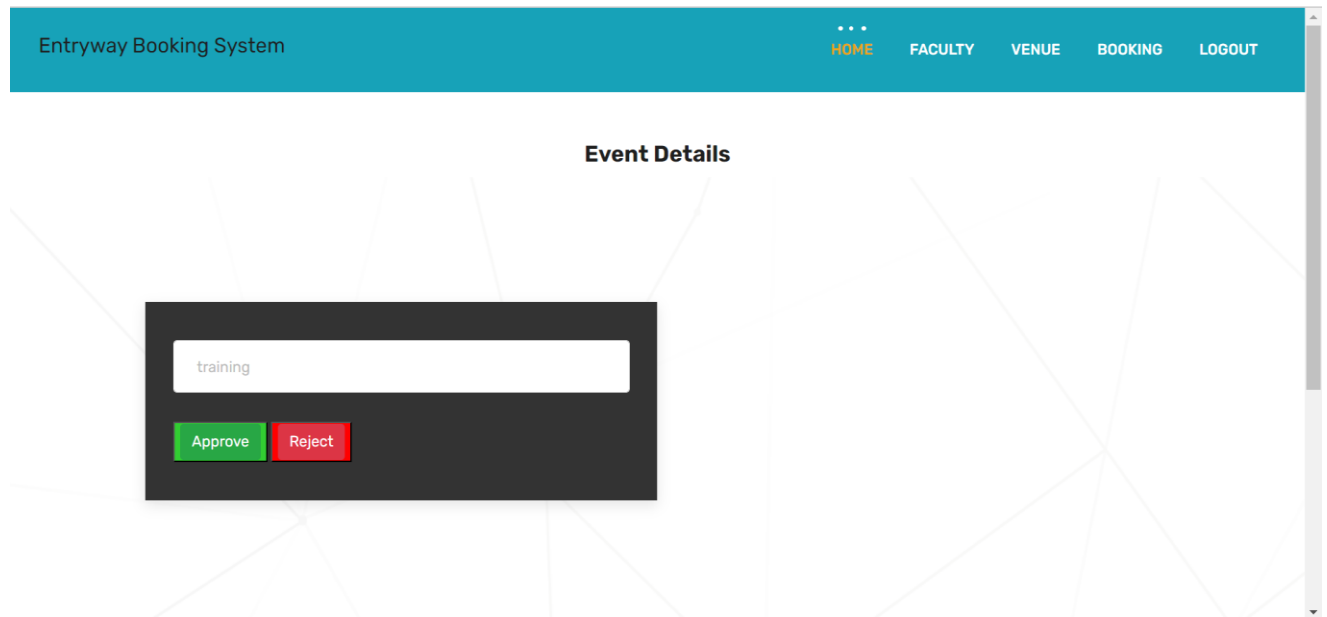 Entryway Booking System
HOME FACULTY VENUE BOOKING LOGOUT
Event Details
training
Approve Reject